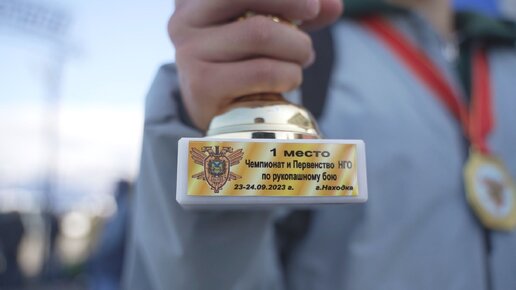 1 место
Чемпионат и Первенство НГО
по рукопашному бою
23-24.09.2023 г. г.Находка